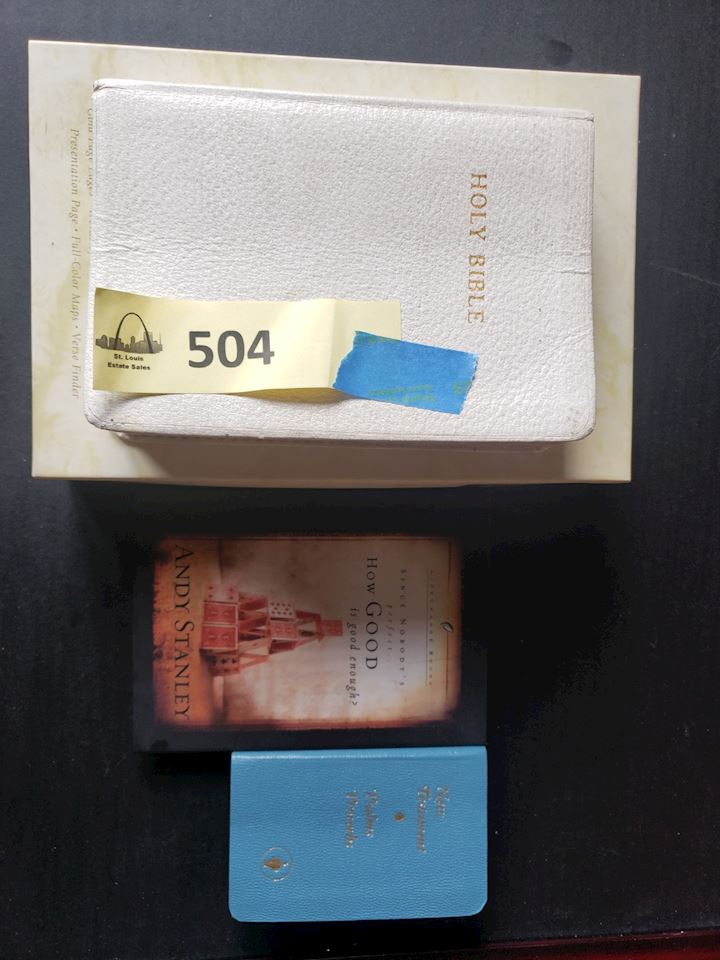 Presentation Page • Full-Color Maps • Verse Finder
HOLY BIBLE
St. Louis
Estate Sales
504
SINCE NOBODY'S
perfect...
HOW GOOD
is good enough?
ANDY STANLEY
New
Testament
Psalms
Proverbs